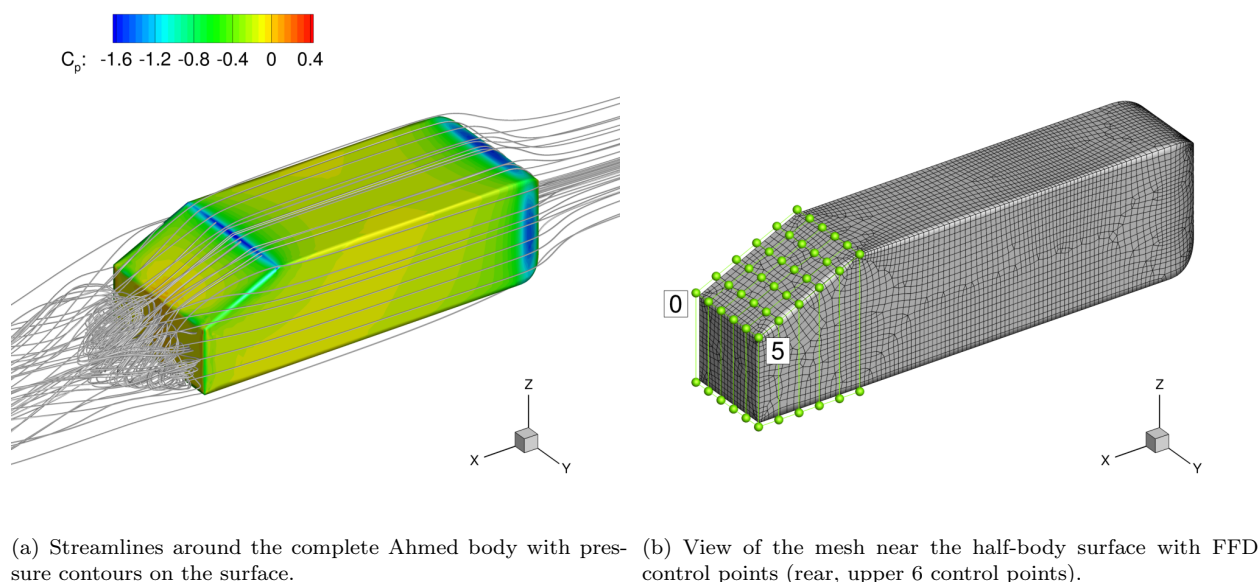 Cp: -1.6 -1.2 -0.8 -0.4 0 0.4
0
5
Z
X
Y
Z
X
Y
(a) Streamlines around the complete Ahmed body with pres-
sure contours on the surface.
(b) View of the mesh near the half-body surface with FFD
control points (rear, upper 6 control points).